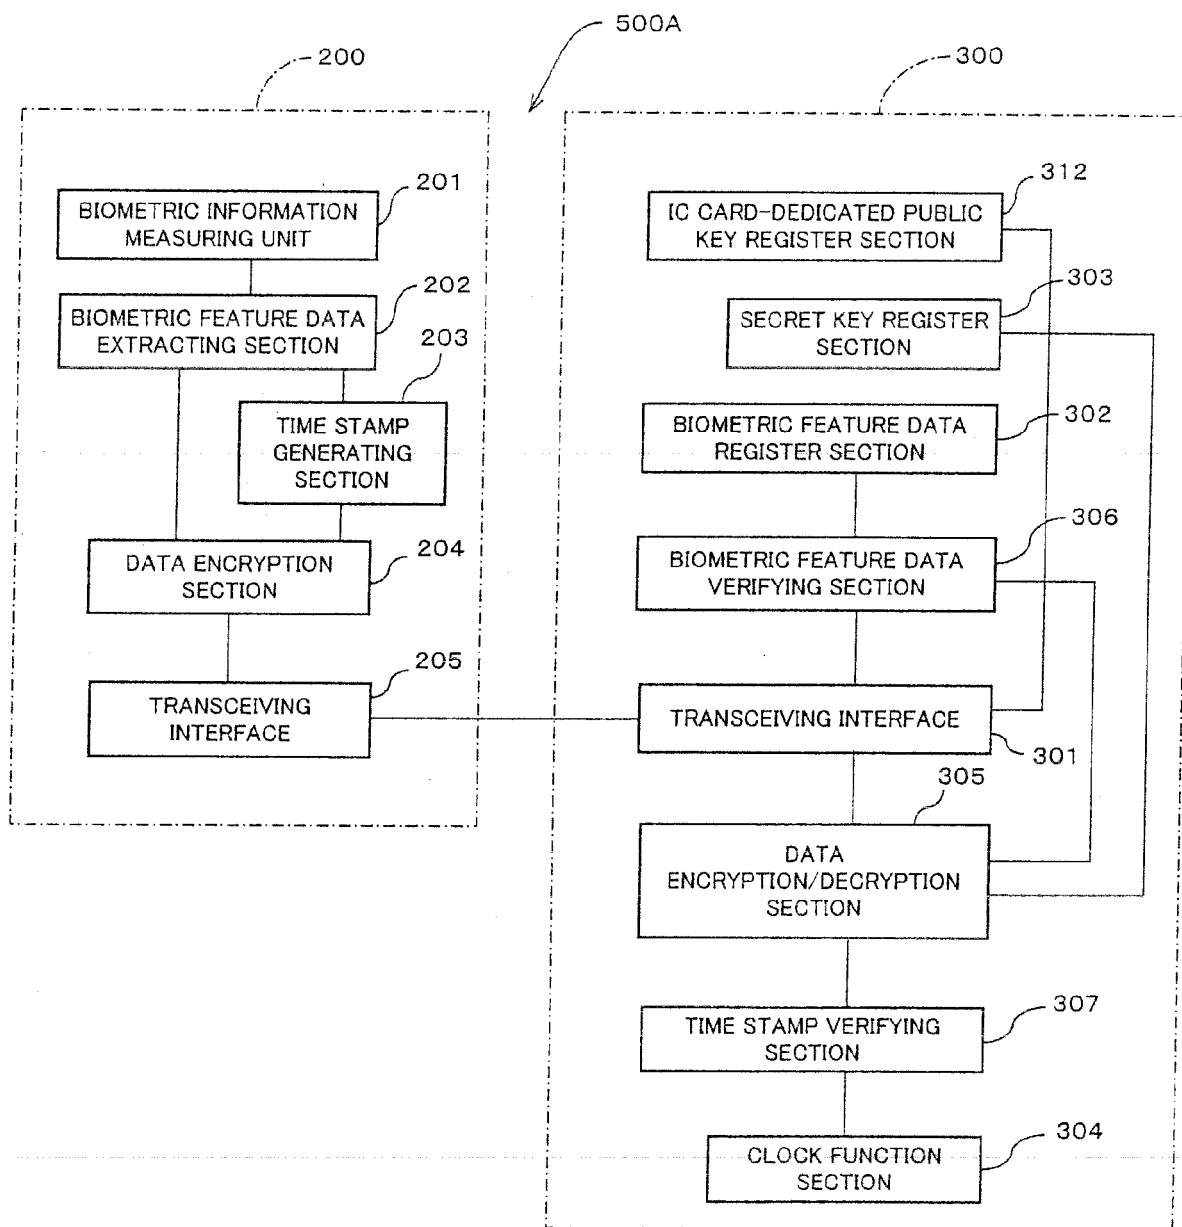 500A
200
300
201
BIOMETRIC INFORMATION
MEASURING UNIT
202
BIOMETRIC FEATURE DATA
EXTRACTING SECTION
203
TIME STAMP
GENERATING
SECTION
204
DATA ENCRYPTION
SECTION
205
TRANSCEIVING
INTERFACE
312
IC CARD-DEDICATED PUBLIC
KEY REGISTER SECTION
303
SECRET KEY REGISTER
SECTION
302
BIOMETRIC FEATURE DATA
REGISTER SECTION
306
BIOMETRIC FEATURE DATA
VERIFYING SECTION
TRANSCEIVING INTERFACE
301
305
DATA
ENCRYPTION/DECRYPTION
SECTION
307
TIME STAMP VERIFYING
SECTION
304
CLOCK FUNCTION
SECTION